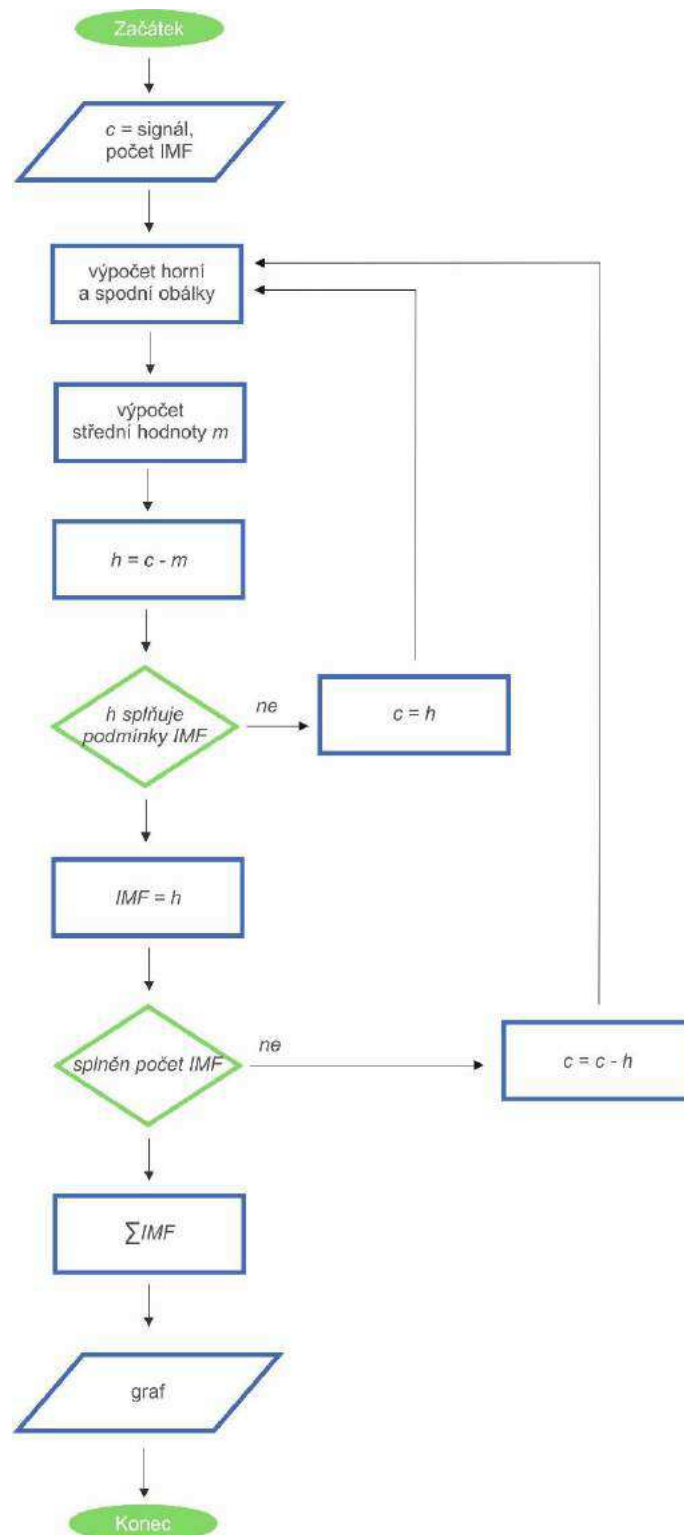 Začátek
c = signál,
počet IMF
výpočet horní
a spodní obálky
výpočet
střední hodnoty m
h = c - m
h splňuje
podmínky IMF
ne
c = h
IMF = h
splněn počet IMF
ne
c = c - h
∑IMF
graf
Konec